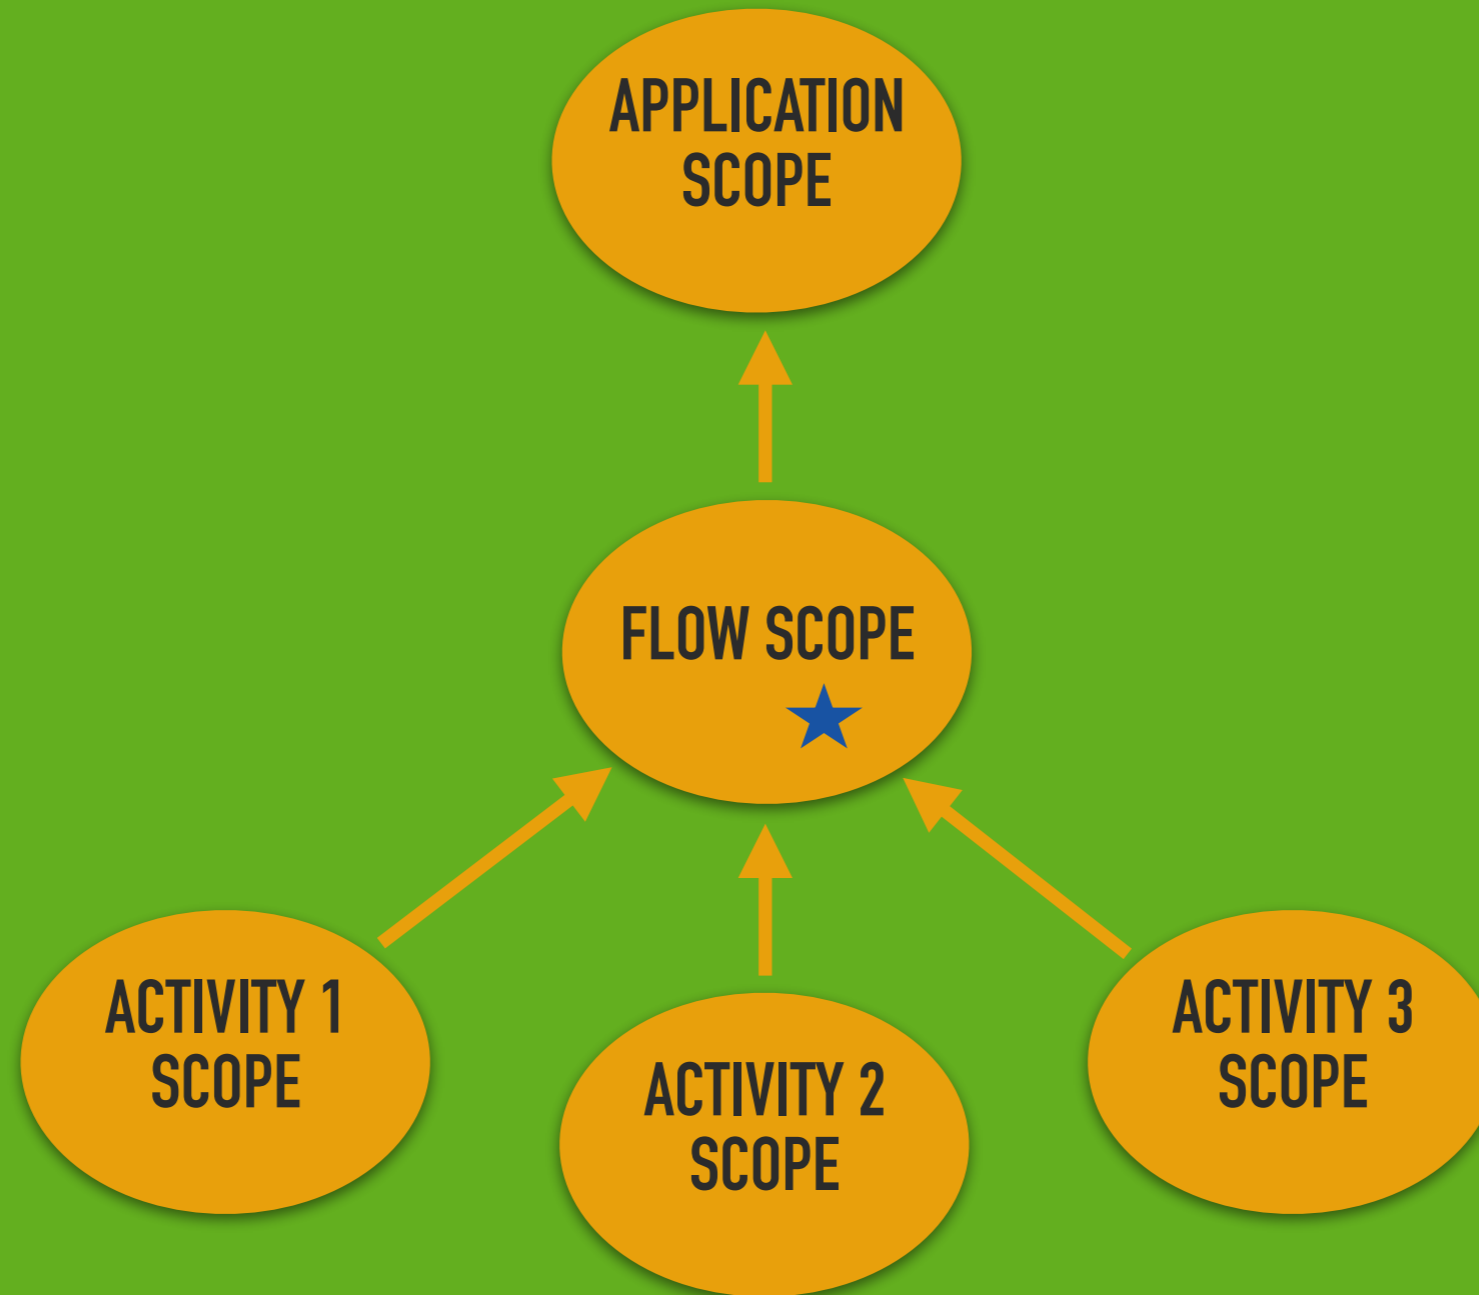 APPLICATION
SCOPE
FLOW SCOPE
ACTIVITY 1
SCOPE
ACTIVITY 2
SCOPE
ACTIVITY 3
SCOPE